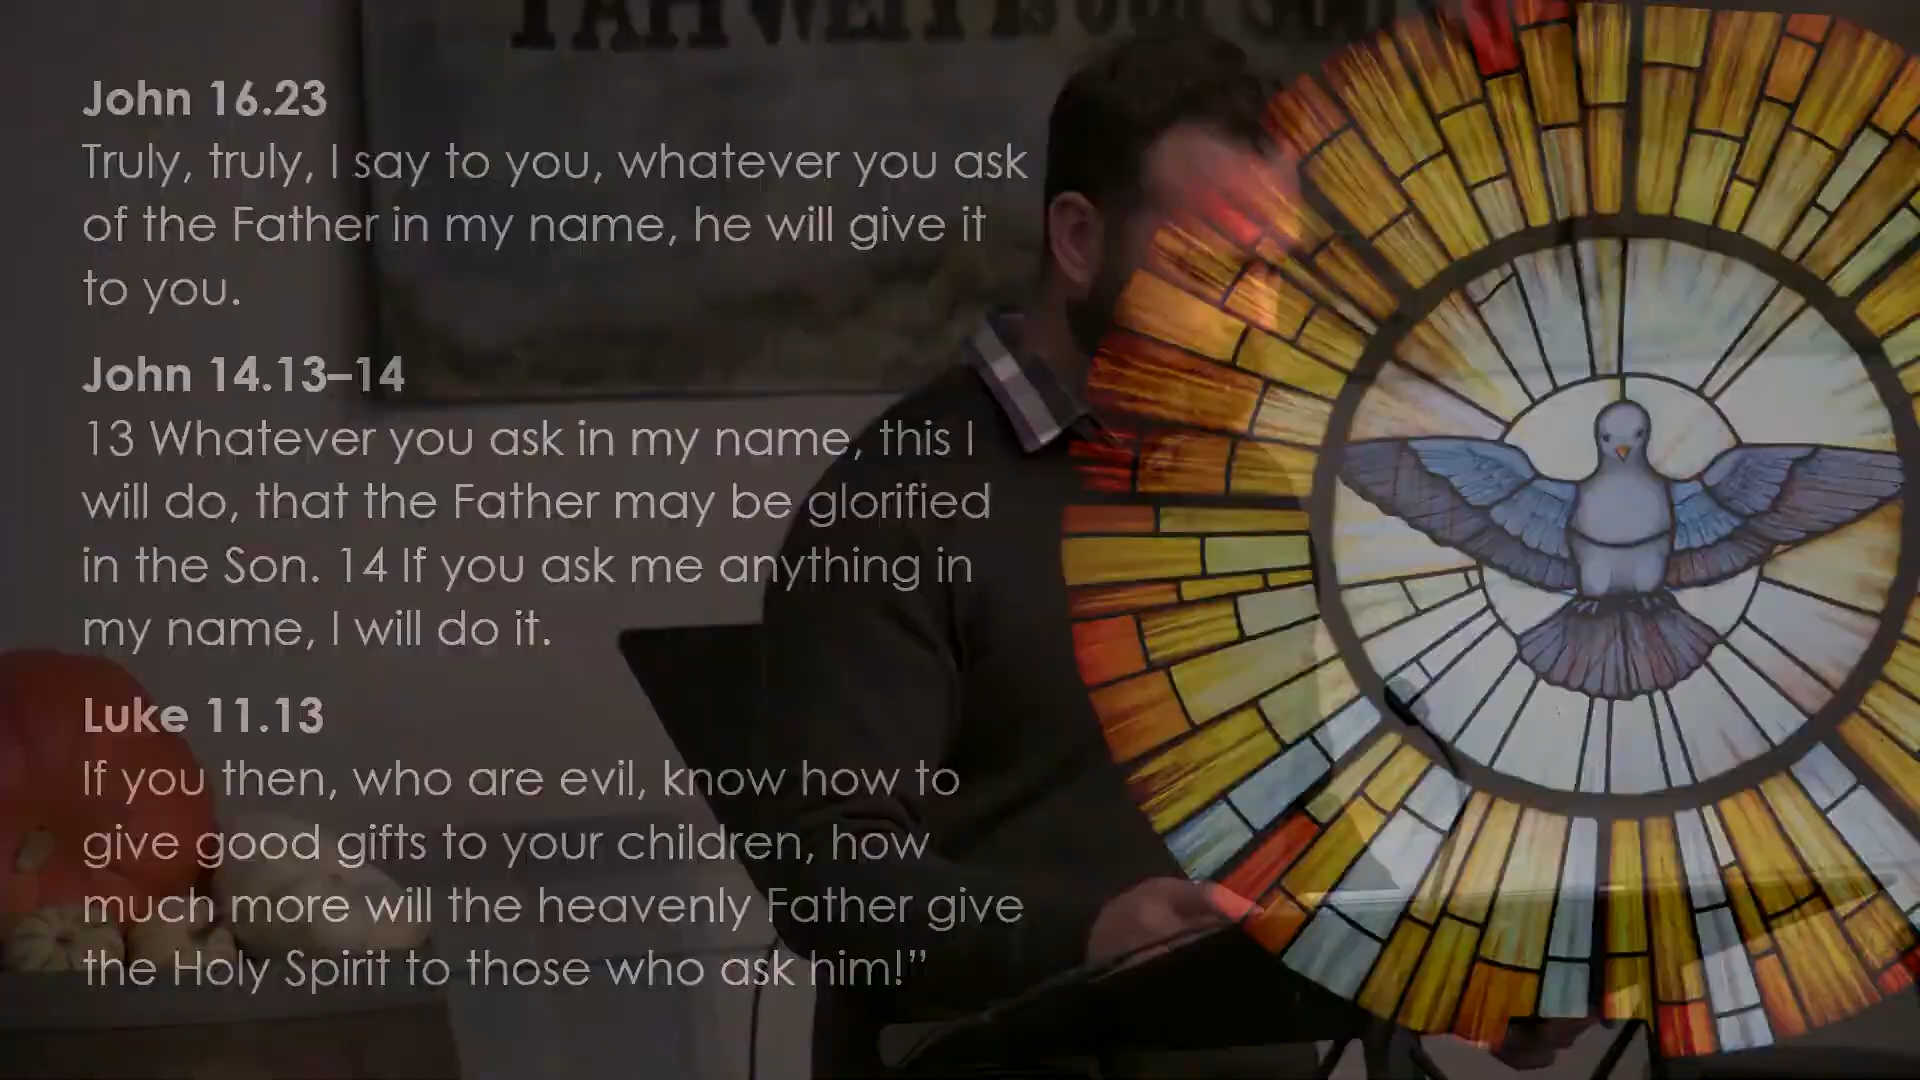 YAHWEH is our God
John 16.23
Truly, truly, I say to you, whatever you ask
of the Father in my name, he will give it
to you.
John 14.13–14
13 Whatever you ask in my name, this I
will do, that the Father may be glorified
in the Son. 14 If you ask me anything in
my name, I will do it.
Luke 11.13
If you then, who are evil, know how to
give good gifts to your children, how
much more will the heavenly Father give
the Holy Spirit to those who ask him!”